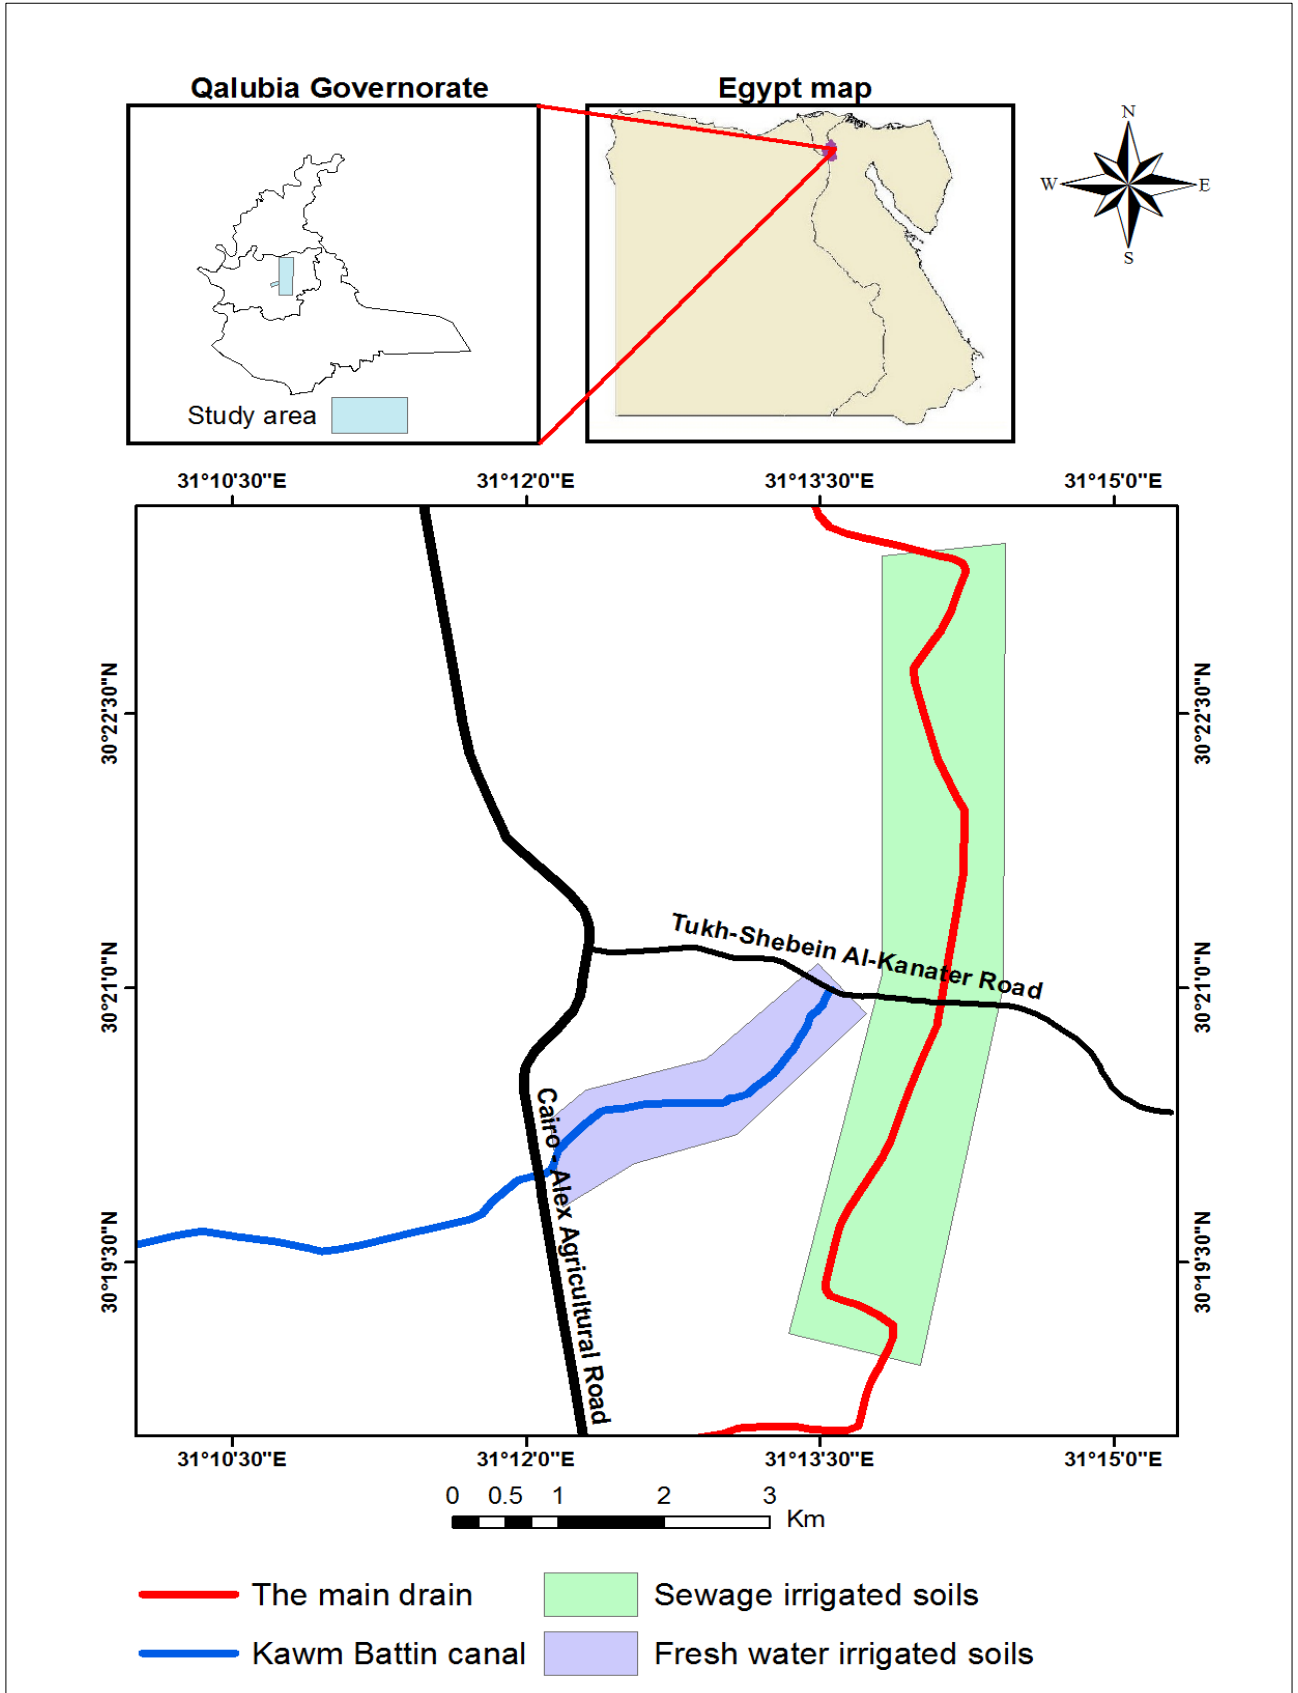 Qalubia Governorate
Egypt map
N
W
E
S
Study area
31°10'30"E
31°12'0"E
31°13'30"E
31°15'0"E
30°22'30"N
30°22'30"N
Tukh-Shebein Al-Kanater Road
30°21'0"N
30°21'0"N
Cairo - Alex Agricultural Road
30°19'30"N
30°19'30"N
31°10'30"E
31°12'0"E
31°13'30"E
31°15'0"E
0 0.5 1 2 3
Km
The main drain
Sewage irrigated soils
Kawm Battin canal
Fresh water irrigated soils